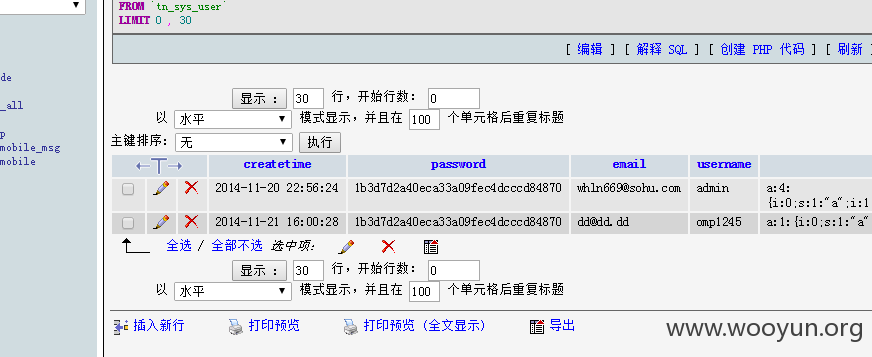 FROM `tn_sys_user`
LIMIT 0 , 30
[ 编辑 ] [ 解释 SQL ] [ 创建 PHP 代码 ] [ 刷新 ]
de
_all
p
mobile_msg
mobile
显示 : 30 行，开始行数: 0
以 水平 模式显示，并且在 100 个单元格后重复标题
主键排序: 无 执行
←T→ createtime password email username
2014-11-20 22:56:24 1b3d7d2a40eca33a09fec4dcccd84870 whln669@sohu.com admin a:4:
{i:0;s:1:"a";i:1
2014-11-21 16:00:28 1b3d7d2a40eca33a09fec4dcccd84870 dd@dd.dd omp1245 a:1:{i:0;s:1:"a"
全选 / 全部不选 选中项:
显示 : 30 行，开始行数: 0
以 水平 模式显示，并且在 100 个单元格后重复标题
插入新行 打印预览 打印预览 (全文显示) 导出
www.wooyun.org